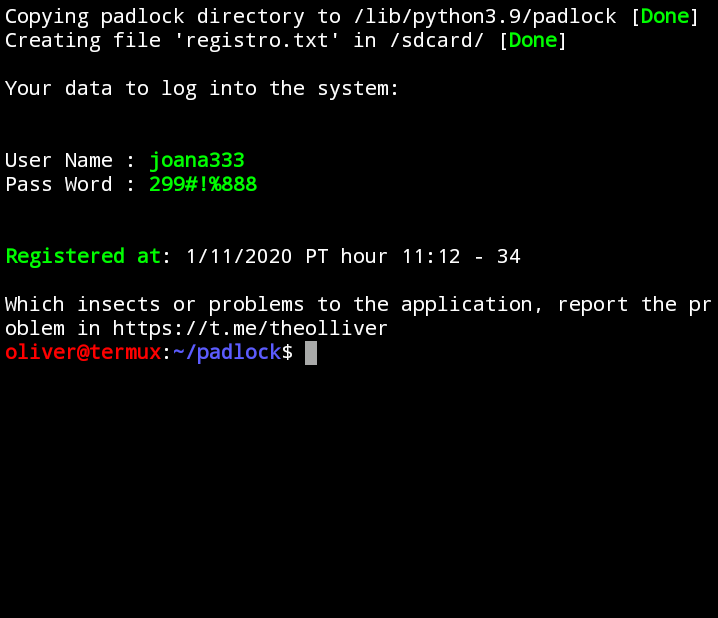 Copying padlock directory to /lib/python3.9/padlock [Done]
Creating file 'registro.txt' in /sdcard/ [Done]
Your data to log into the system:
User Name : joana333
Pass Word : 299#!%888
Registered at: 1/11/2020 PT hour 11:12 - 34
Which insects or problems to the application, report the pr
oblem in https://t.me/theolliver
oliver@termux:~/padlock$